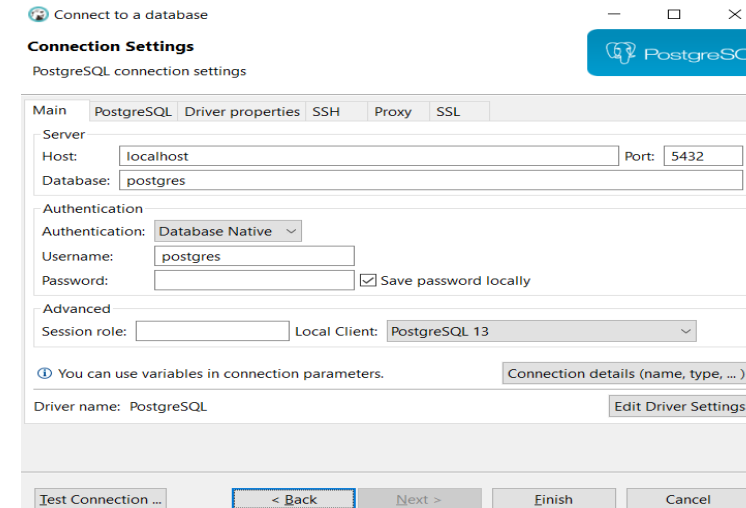 Connect to a database
Connection Settings
PostgreSQL connection settings
PostgreSQ
Main PostgreSQL Driver properties SSH Proxy SSL
Server
Host: localhost Port: 5432
Database: postgres
Authentication
Authentication: Database Native
Username: postgres
Password: Save password locally
Advanced
Session role: Local Client: PostgreSQL 13
You can use variables in connection parameters. Connection details (name, type, ... )
Driver name: PostgreSQL Edit Driver Settings
Test Connection ... < Back Next > Finish Cancel